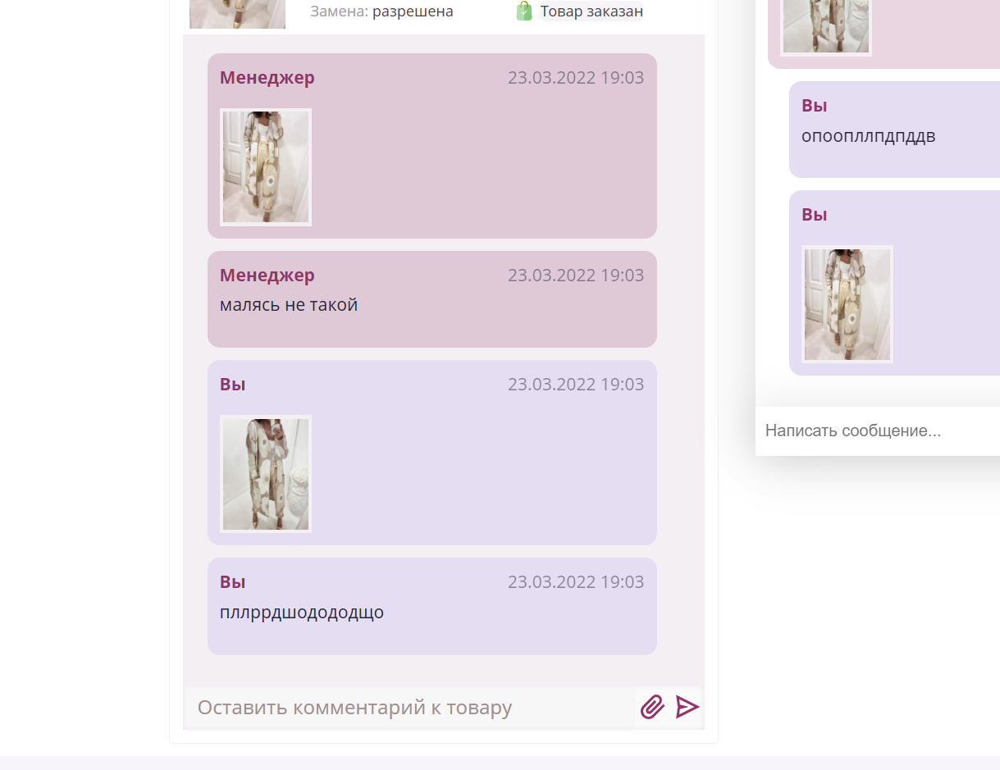 Замена: разрешена
Товар заказан
Менеджер 23.03.2022 19:03
Менеджер 23.03.2022 19:03
малясь не такой
Вы 23.03.2022 19:03
Вы 23.03.2022 19:03
пллррдшодододщо
Оставить комментарий к товару
Вы
опоопллпдпддв
Вы
Написать сообщение...